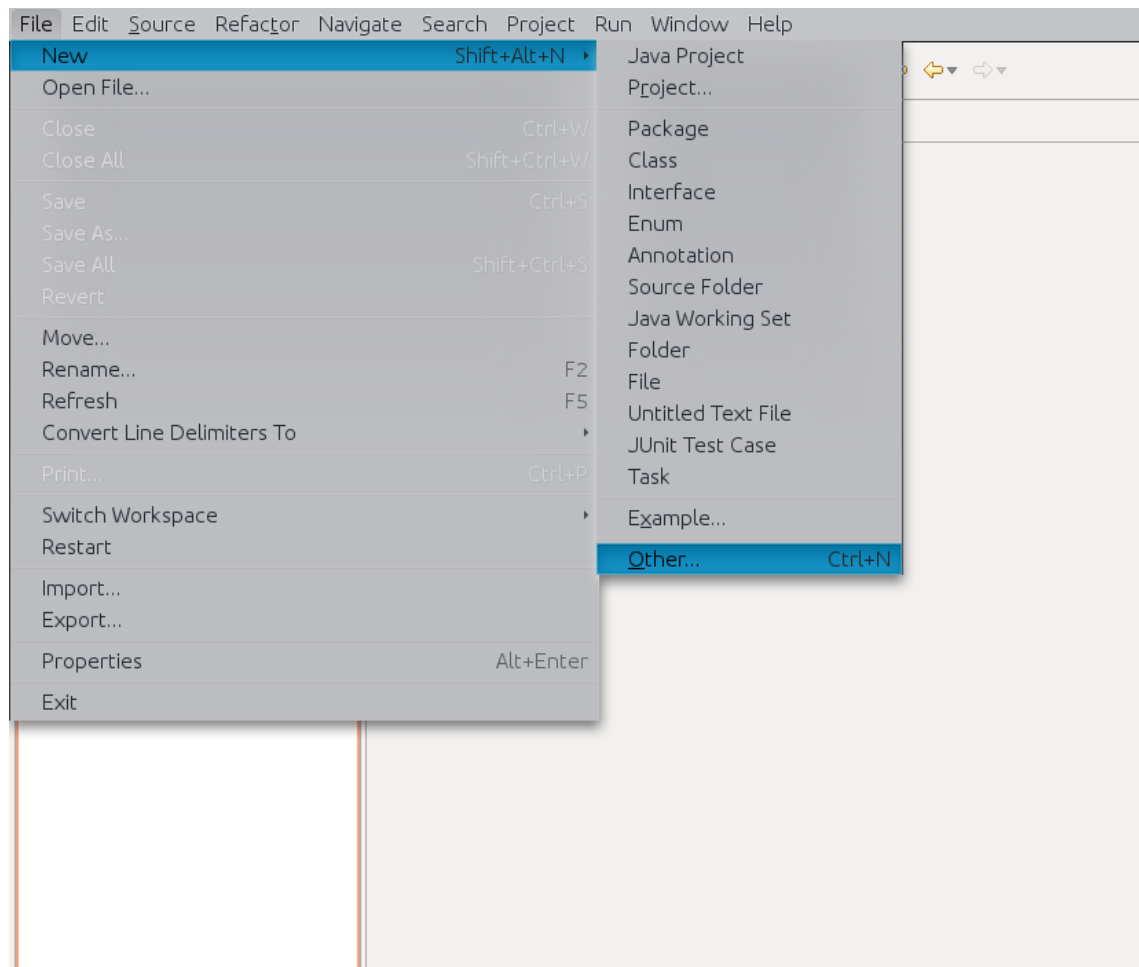 File Edit Source Refactor Navigate Search Project Run Window Help
New Shift+Alt+N
Open File...
Close Ctrl+W
Close All Shift+Ctrl+W
Save Ctrl+S
Save As...
Save All Shift+Ctrl+S
Revert
Move...
Rename... F2
Refresh F5
Convert Line Delimiters To
Print... Ctrl+P
Switch Workspace
Restart
Import...
Export...
Properties Alt+Enter
Exit
Java Project
Project...
Package
Class
Interface
Enum
Annotation
Source Folder
Java Working Set
Folder
File
Untitled Text File
JUnit Test Case
Task
Example...
Other... Ctrl+N